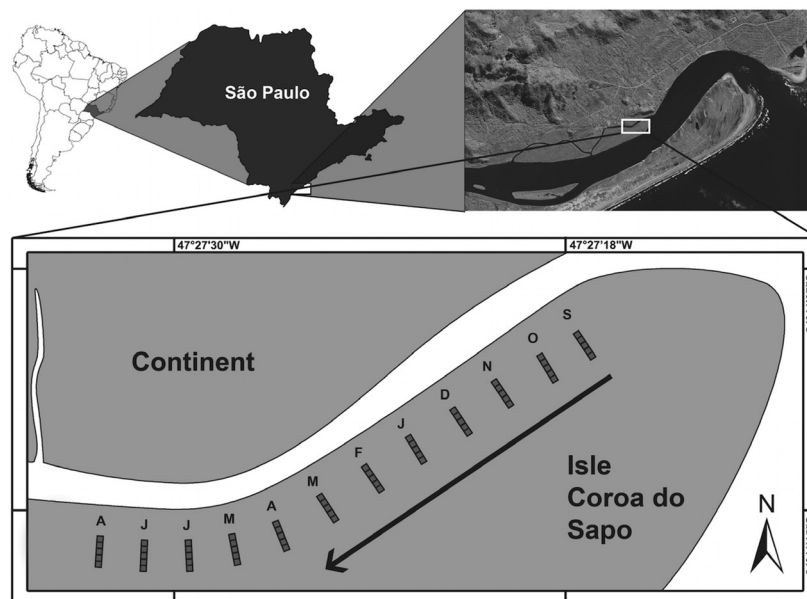 São Paulo
47°27'30"W
47°27'18"W
Continent
S
O
N
D
J
F
M
A
M
J
J
A
Isle
Coroa do
Sapo
N